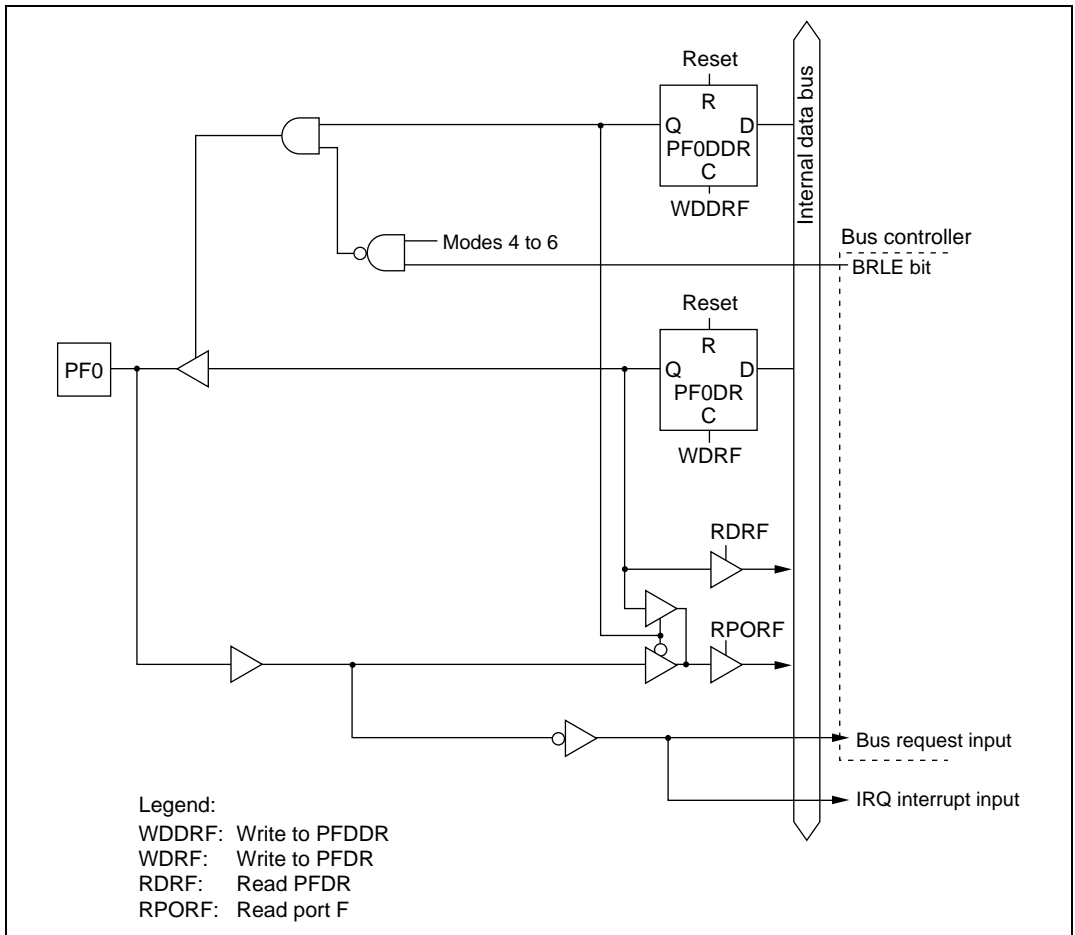 Reset
R
Q D
PF0DDR
C
WDDRF
Internal data bus
Modes 4 to 6
Bus controller
BRLE bit
Reset
R
PF0
Q D
PF0DR
C
WDRF
RDRF
RPORF
Bus request input
IRQ interrupt input
Legend:
WDDRF: Write to PFDDR
WDRF: Write to PFDR
RDRF: Read PFDR
RPORF: Read port F